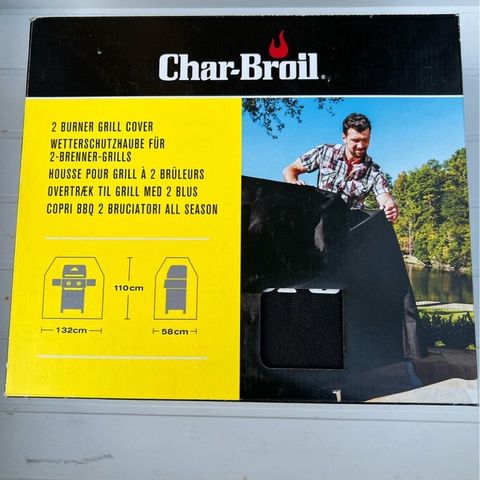 Char-Broil®
2 BURNER GRILL COVER
WETTERSCHUTZHAUBE FÜR
2-BRENNER-GRILLS
HOUSSE POUR GRILL À 2 BRÛLEURS
OVERTRÆK TIL GRILL MED 2 BLUS
COPRI BBQ 2 BRUCIATORI ALL SEASON
110cm
132cm
58cm